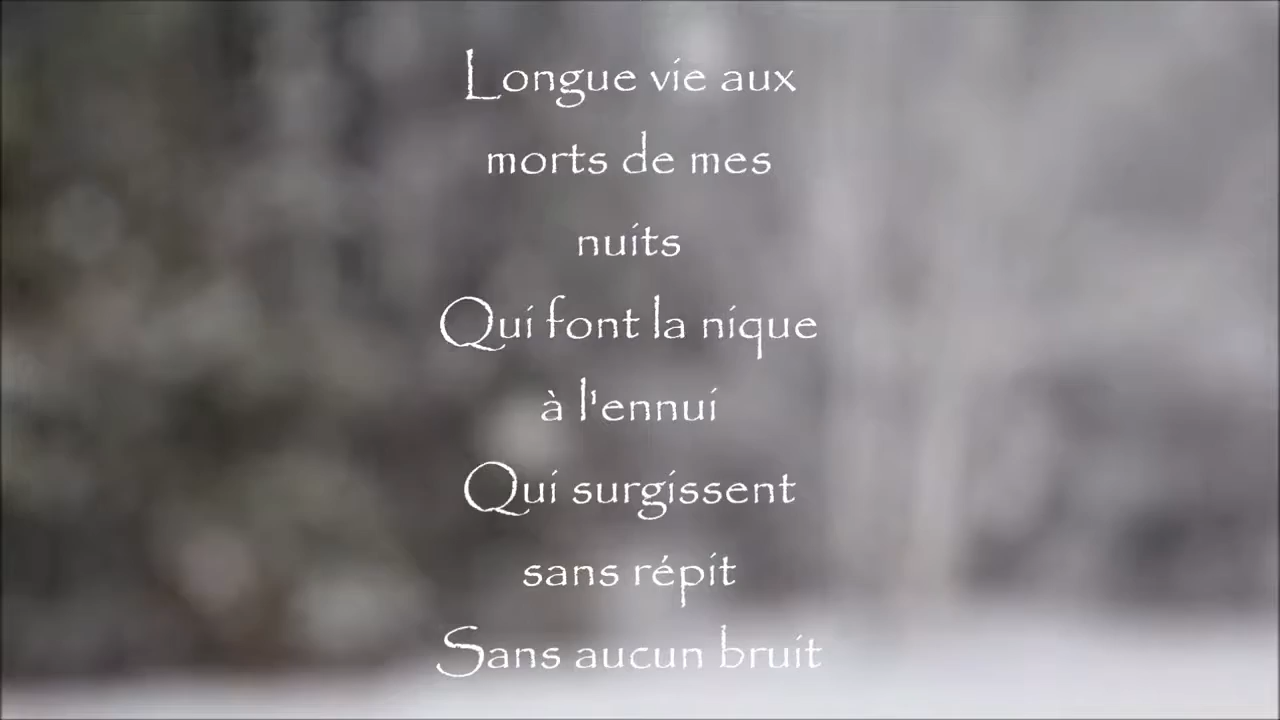 Longue vie aux
morts de mes
nuits
Qui font la nique
à l'ennui
Qui surgissent
sans répit
Sans aucun bruit